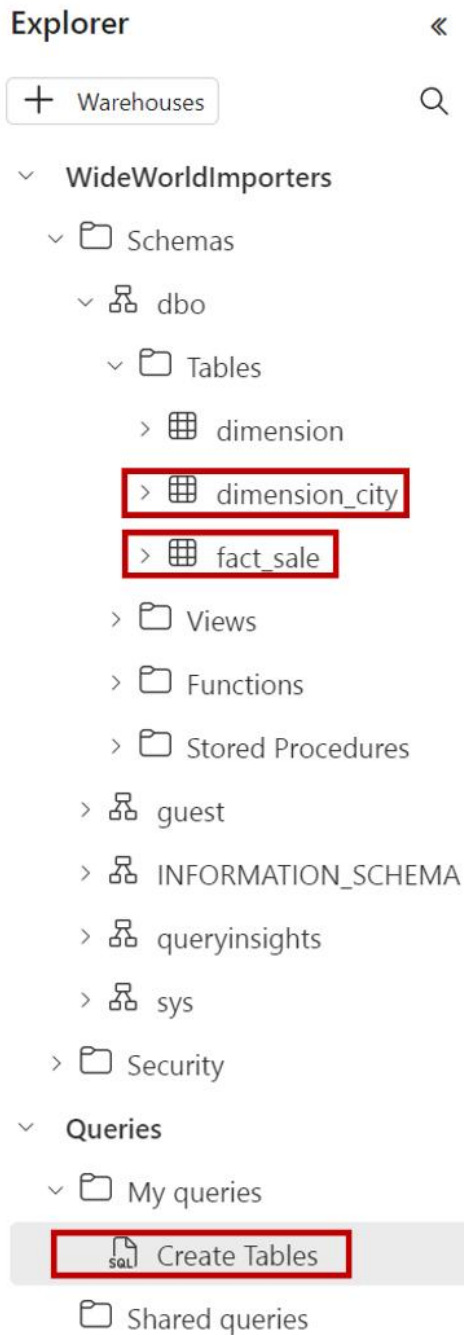 Explorer
+ Warehouses
WideWorldImporters
Schemas
dbo
Tables
dimension
dimension_city
fact_sale
Views
Functions
Stored Procedures
guest
INFORMATION_SCHEMA
queryinsights
sys
Security
Queries
My queries
SQL Create Tables
Shared queries